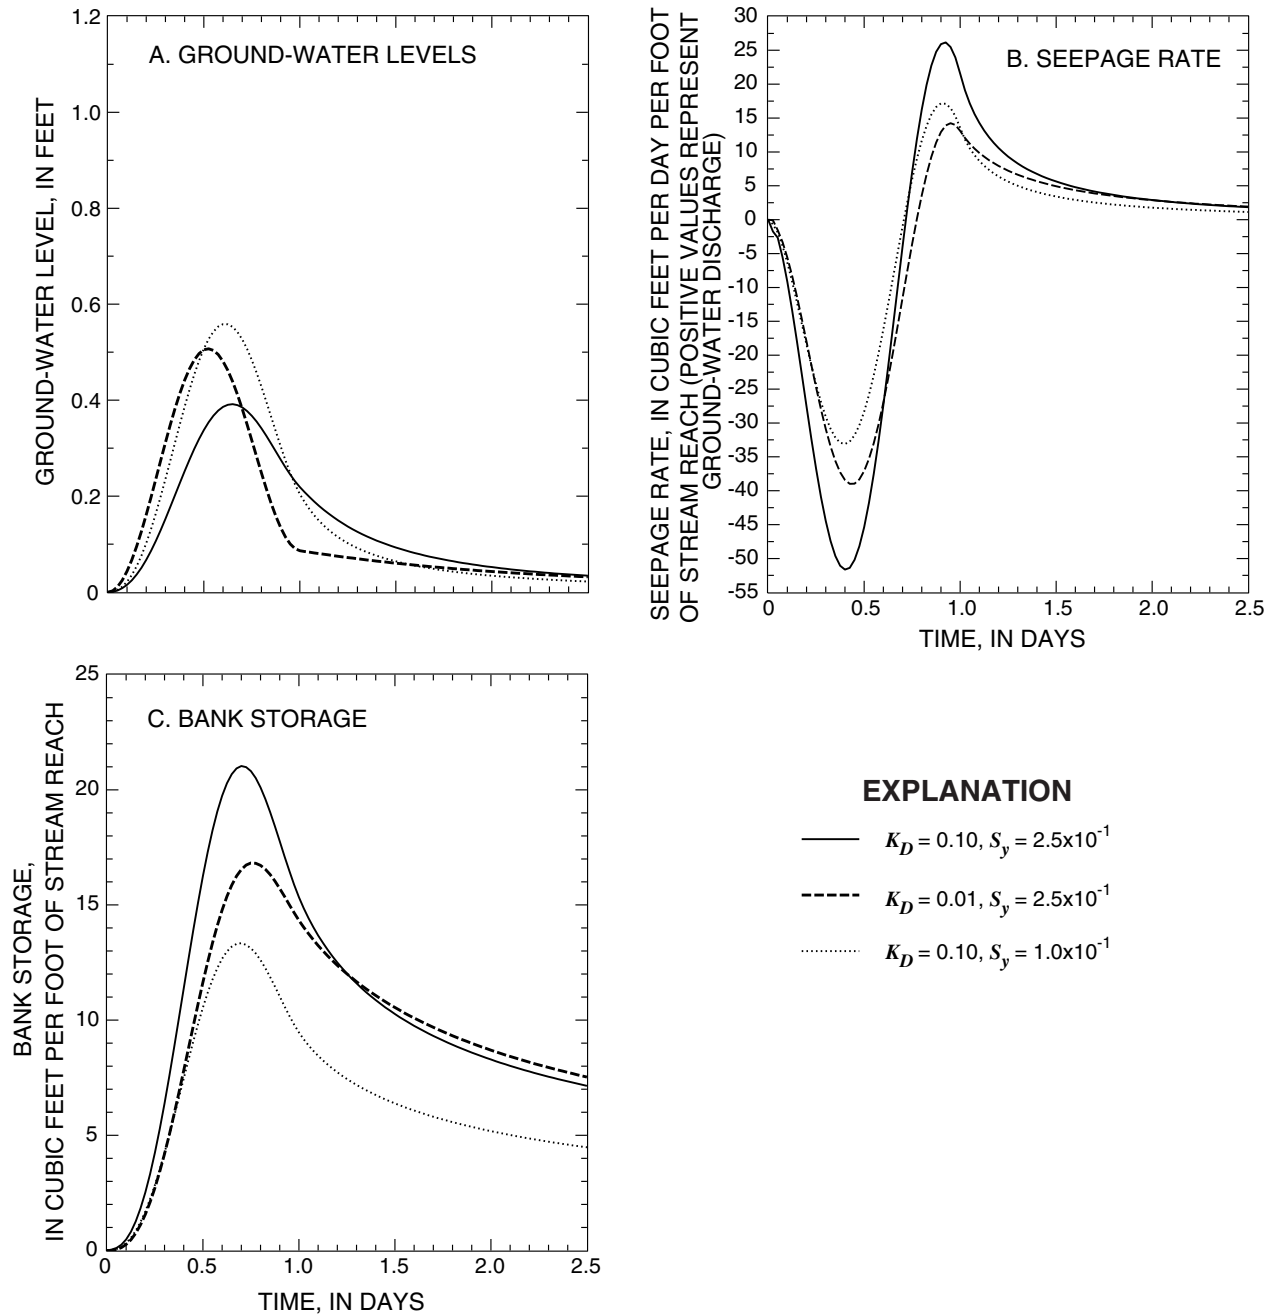 A. GROUND-WATER LEVELS
GROUND-WATER LEVEL, IN FEET
1.2
1.0
0.8
0.6
0.4
0.2
0
B. SEEPAGE RATE
SEEPAGE RATE, IN CUBIC FEET PER DAY PER FOOT
OF STREAM REACH (POSITIVE VALUES REPRESENT
GROUND-WATER DISCHARGE)
30
25
20
15
10
5
0
-5
-10
-15
-20
-25
-30
-35
-40
-45
-50
-55
0 0.5 1.0 1.5 2.0 2.5
TIME, IN DAYS
C. BANK STORAGE
BANK STORAGE,
IN CUBIC FEET PER FOOT OF STREAM REACH
25
20
15
10
5
0
0 0.5 1.0 1.5 2.0 2.5
TIME, IN DAYS
EXPLANATION
K_D = 0.10, S_y = 2.5x10⁻¹
K_D = 0.01, S_y = 2.5x10⁻¹
K_D = 0.10, S_y = 1.0x10⁻¹